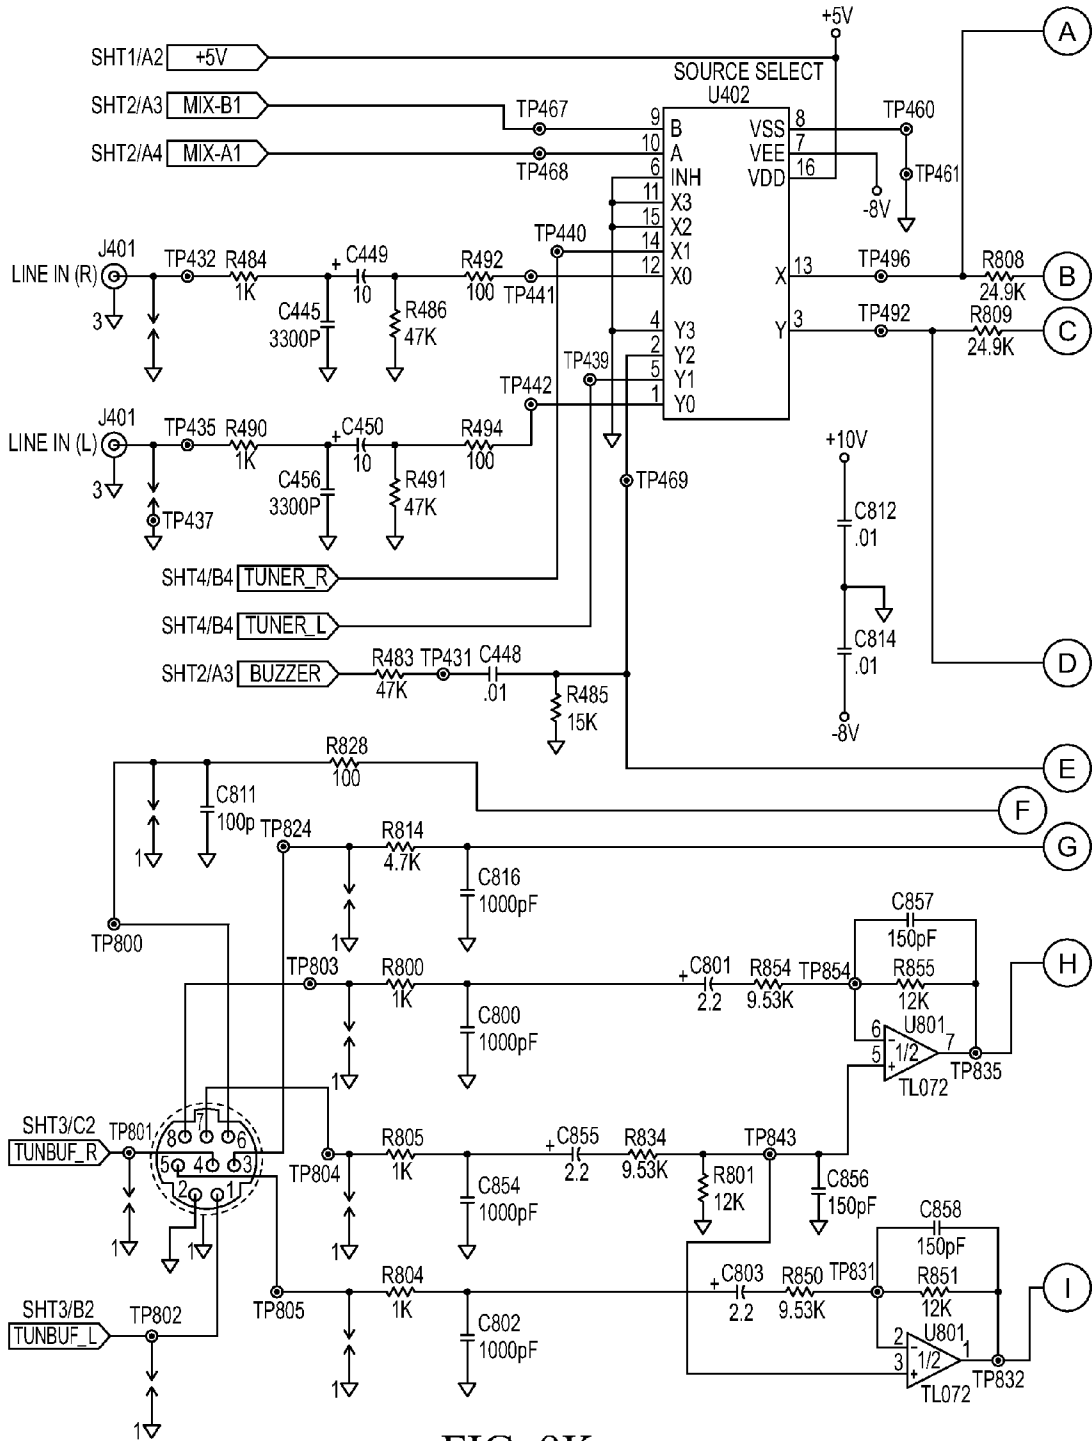 +5V
A
SHT1/A2 +5V
SOURCE SELECT
U402
SHT2/A3 MIX-B1
TP467
9 B
VSS 8
TP460
SHT2/A4 MIX-A1
TP468
10 A
VEE 7
6 INH
VDD 16
TP461
-8V
11 X3
15 X2
TP440
14 X1
J401
LINE IN (R)
TP432
R484
1K
+ C449
10
R492
100
TP441
12 X0
X 13
TP496
R808
24.9K
B
3
C445
3300P
R486
47K
4 Y3
Y 3
TP492
R809
24.9K
C
2 Y2
TP439
5 Y1
TP442
1 Y0
J401
LINE IN (L)
TP435
R490
1K
+ C450
10
R494
100
+10V
3
C456
3300P
R491
47K
TP469
TP437
C812
.01
SHT4/B4 TUNER_R
SHT4/B4 TUNER_L
C814
.01
SHT2/A3 BUZZER
R483
47K
TP431
C448
.01
D
R485
15K
-8V
R828
100
E
C811
100p
F
1
TP824
R814
4.7K
G
C816
1000pF
C857
150pF
TP800
1
TP803
R800
1K
+ C801
2.2
R854
9.53K
TP854
R855
12K
H
C800
1000pF
U801
6 -
1/2
7
5 +
TL072
TP835
1
SHT3/C2
TUNBUF_R
TP801
7
8 6
5 4 3
2 1
TP804
R805
1K
+ C855
2.2
R834
9.53K
TP843
R801
12K
C856
150pF
C854
1000pF
C858
150pF
1
1
1
TP805
R804
1K
+ C803
2.2
R850
9.53K
TP831
R851
12K
I
SHT3/B2
TUNBUF_L
TP802
C802
1000pF
U801
2 -
1/2
1
3 +
TL072
TP832
1
1